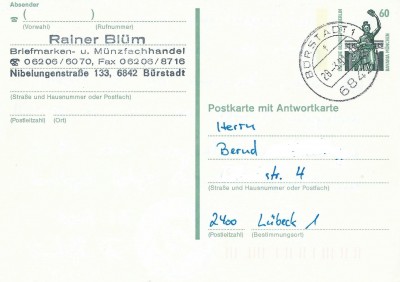 Absender
( )
(Vorwahl) (Rufnummer)
Rainer Blüm
Briefmarken- u. Münzfachhandel
☎ 06206/6070, Fax 06206/8716
Nibelungenstraße 133, 6842 Bürstadt
(Straße und Hausnummer oder Postfach)
(Postleitzahl) (Ort)
BÜRSTADT 1
6842
60
Postkarte mit Antwortkarte
Herrn
Bernd
str. 4
(Straße und Hausnummer oder Postfach)
2400 Lübeck 1
(Postleitzahl) (Bestimmungsort)